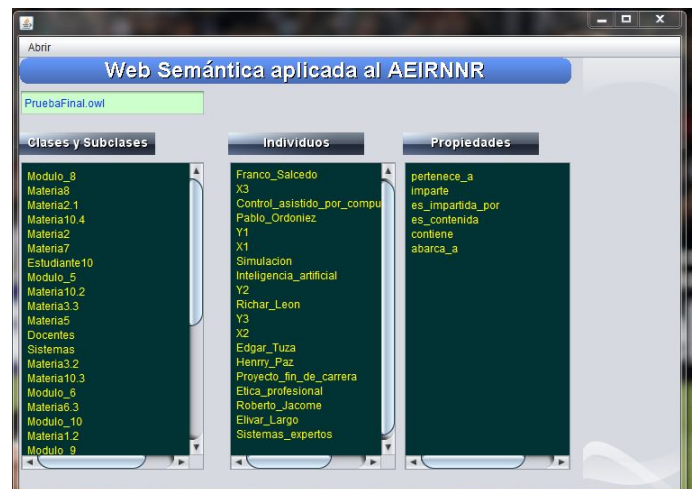 Abrir
Web Semántica aplicada al AEIRNNR
PruebaFinal.owl
Clases y Subclases
Modulo_8
Materia8
Materia2.1
Materia10.4
Materia2
Materia7
Estudiante10
Modulo_5
Materia10.2
Materia3.3
Materia5
Docentes
Sistemas
Materia3.2
Materia10.3
Modulo_6
Materia6.3
Modulo_10
Materia1.2
Modulo_9
Individuos
Franco_Salcedo
X3
Control_asistido_por_compu
Pablo_Ordoniez
Y1
X1
Simulacion
Inteligencia_artificial
Y2
Richar_Leon
Y3
X2
Edgar_Tuza
Henrry_Paz
Proyecto_fin_de_carrera
Etica_profesional
Roberto_Jacome
Elivar_Largo
Sistemas_expertos
Propiedades
pertenece_a
imparte
es_impartida_por
es_contenida
contiene
abarca_a